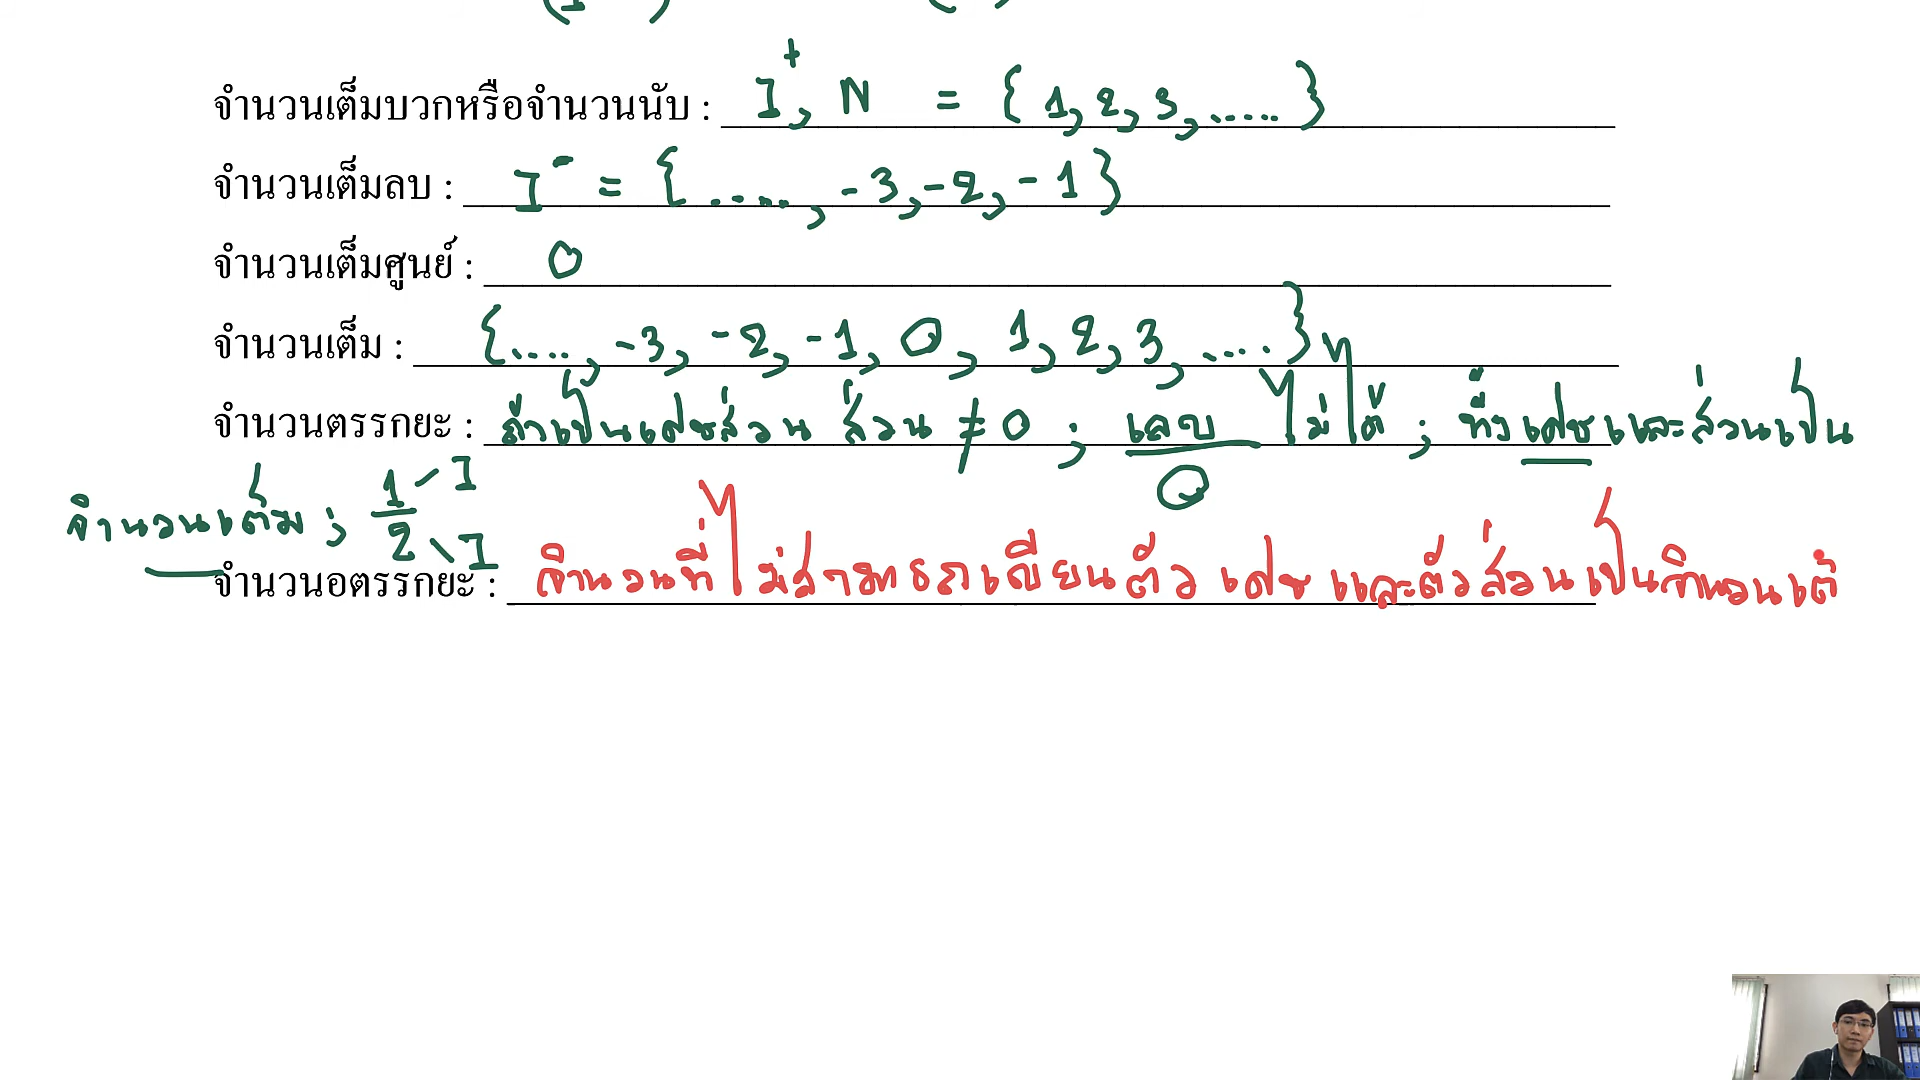 จำนวนเต็มบวกหรือจำนวนนับ : I⁺, N = {1, 2, 3, .....}
จำนวนเต็มลบ : I⁻ = {....., -3, -2, -1}
จำนวนเต็มศูนย์ : 0
จำนวนเต็ม : {...., -3, -2, -1, 0, 1, 2, 3, ....}
จำนวนตรรกยะ : ถ้าเป็นเศษส่วน ส่วน ≠ 0 ; เลข/0 ไม่ได้ ; ทั้งเศษและส่วนเป็น
จำนวนเต็ม ; 1/2 I I
จำนวนอตรรกยะ : จำนวนที่ไม่สามารถเขียนตัวเศษและตัวส่วนเป็นจำนวนเต็